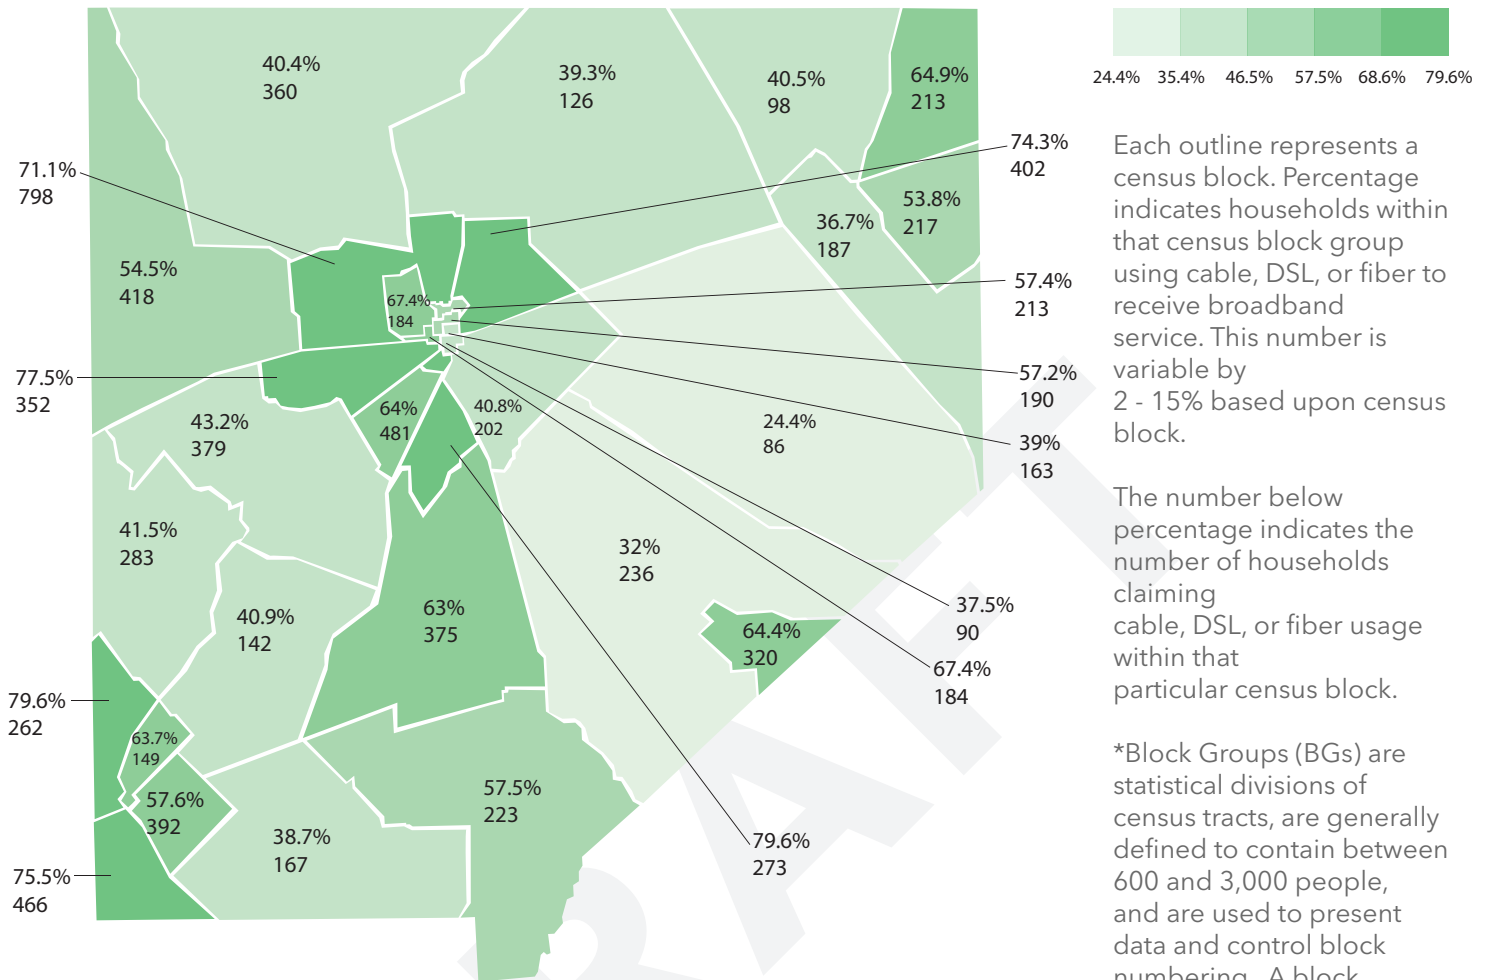 40.4%
360
39.3%
126
40.5%
98
64.9%
213
24.4% 35.4% 46.5% 57.5% 68.6% 79.6%
74.3%
402
71.1%
798
53.8%
217
36.7%
187
54.5%
418
67.4%
184
57.4%
213
57.2%
190
77.5%
352
43.2%
379
64%
481
40.8%
202
24.4%
86
39%
163
41.5%
283
32%
236
40.9%
142
63%
375
64.4%
320
37.5%
90
67.4%
184
79.6%
262
63.7%
149
57.6%
392
57.5%
223
38.7%
167
79.6%
273
75.5%
466
Each outline represents a
census block. Percentage
indicates households within
that census block group
using cable, DSL, or fiber to
receive broadband
service. This number is
variable by
2 - 15% based upon census
block.
The number below
percentage indicates the
number of households
claiming
cable, DSL, or fiber usage
within that
particular census block.
*Block Groups (BGs) are
statistical divisions of
census tracts, are generally
defined to contain between
600 and 3,000 people,
and are used to present
data and control block
numbering. A block
RAFT